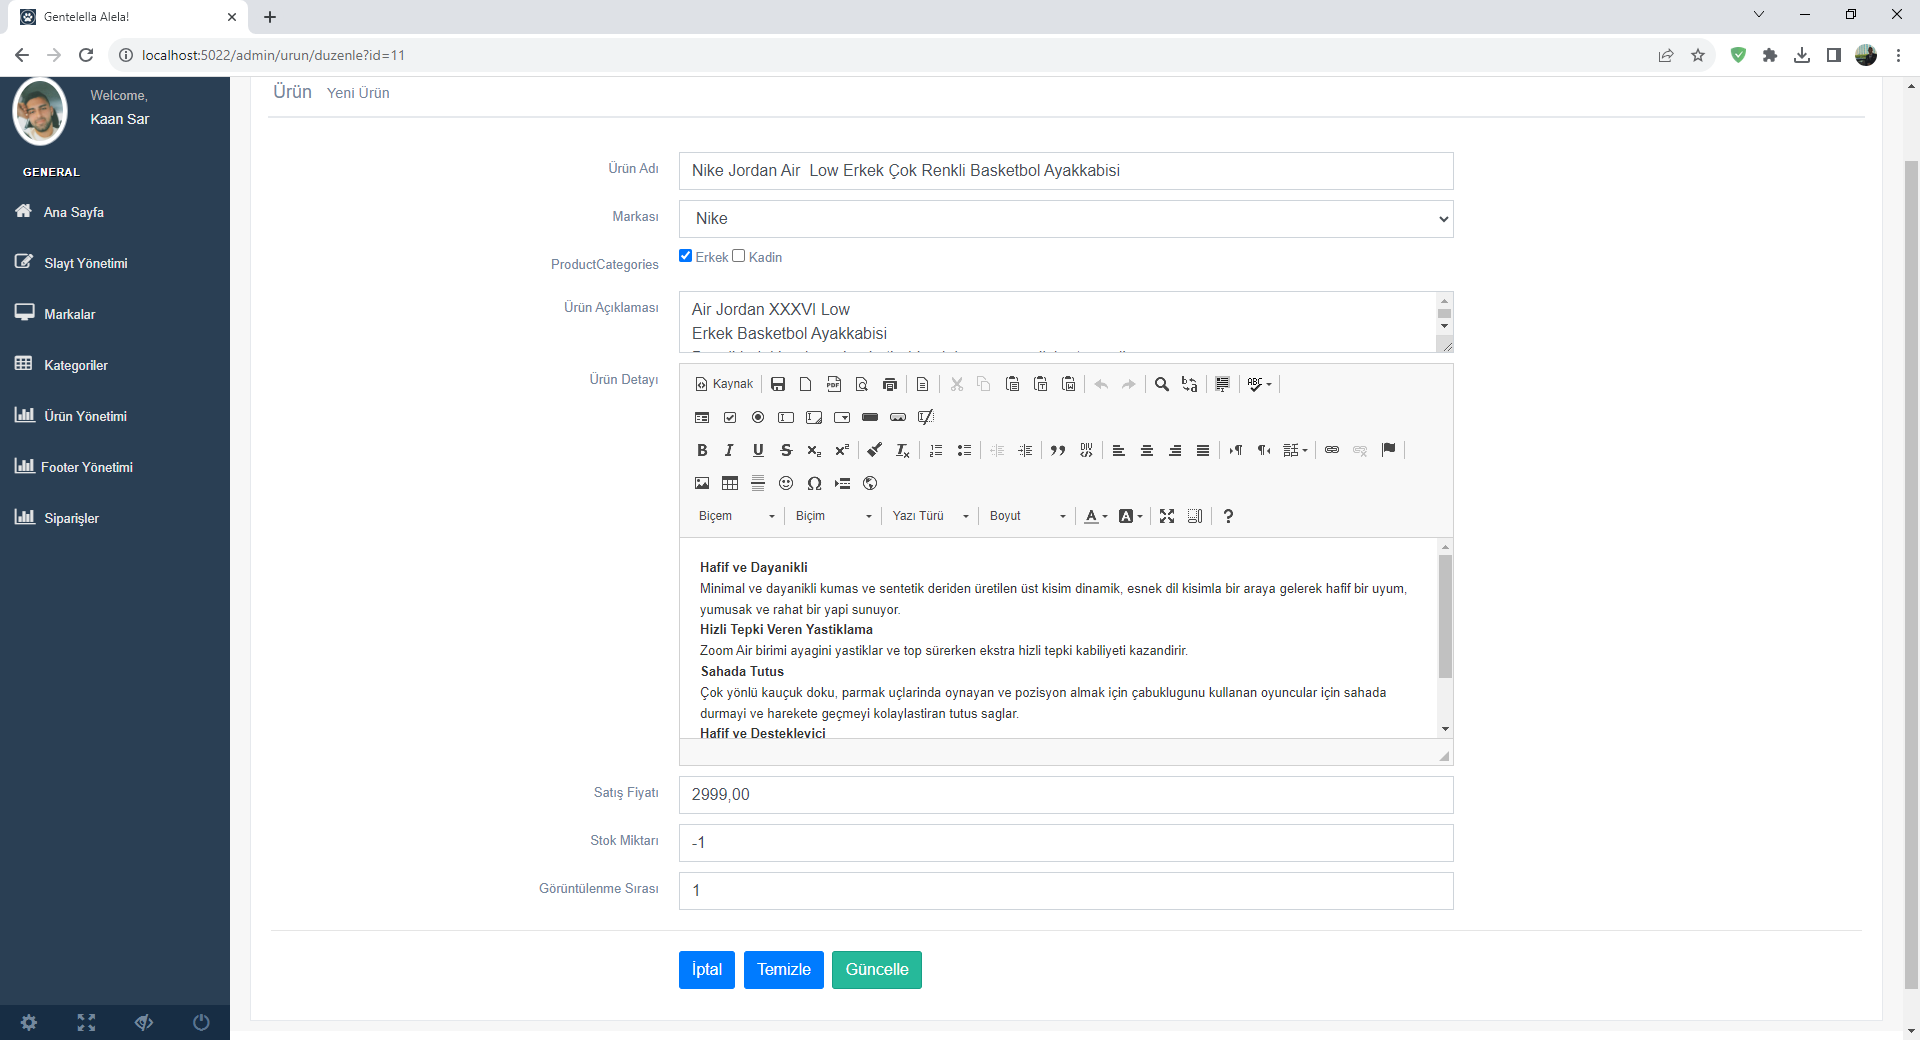 Gentelella Alela!
localhost:5022/admin/urun/duzenle?id=11
Welcome,
Kaan Sar
GENERAL
Ana Sayfa
Slayt Yönetimi
Markalar
Kategoriler
Ürün Yönetimi
Footer Yönetimi
Siparişler
Ürün Yeni Ürün
Ürün Adı Nike Jordan Air  Low Erkek Çok Renkli Basketbol Ayakkabisi
Markası Nike
ProductCategories Erkek Kadin
Ürün Açıklaması Air Jordan XXXVI Low
Erkek Basketbol Ayakkabisi
Ürün Detayı
Kaynak
Biçem Biçim Yazı Türü Boyut
Hafif ve Dayanikli
Minimal ve dayanikli kumas ve sentetik deriden üretilen üst kisim dinamik, esnek dil kisimla bir araya gelerek hafif bir uyum,
yumusak ve rahat bir yapi sunuyor.
Hizli Tepki Veren Yastiklama
Zoom Air birimi ayagini yastiklar ve top sürerken ekstra hizli tepki kabiliyeti kazandirir.
Sahada Tutus
Çok yönlü kauçuk doku, parmak uçlarinda oynayan ve pozisyon almak için çabuklugunu kullanan oyuncular için sahada
durmayi ve harekete geçmeyi kolaylastiran tutus saglar.
Hafif ve Destekleyici
Satış Fiyatı 2999,00
Stok Miktarı -1
Görüntülenme Sırası 1
İptal Temizle Güncelle